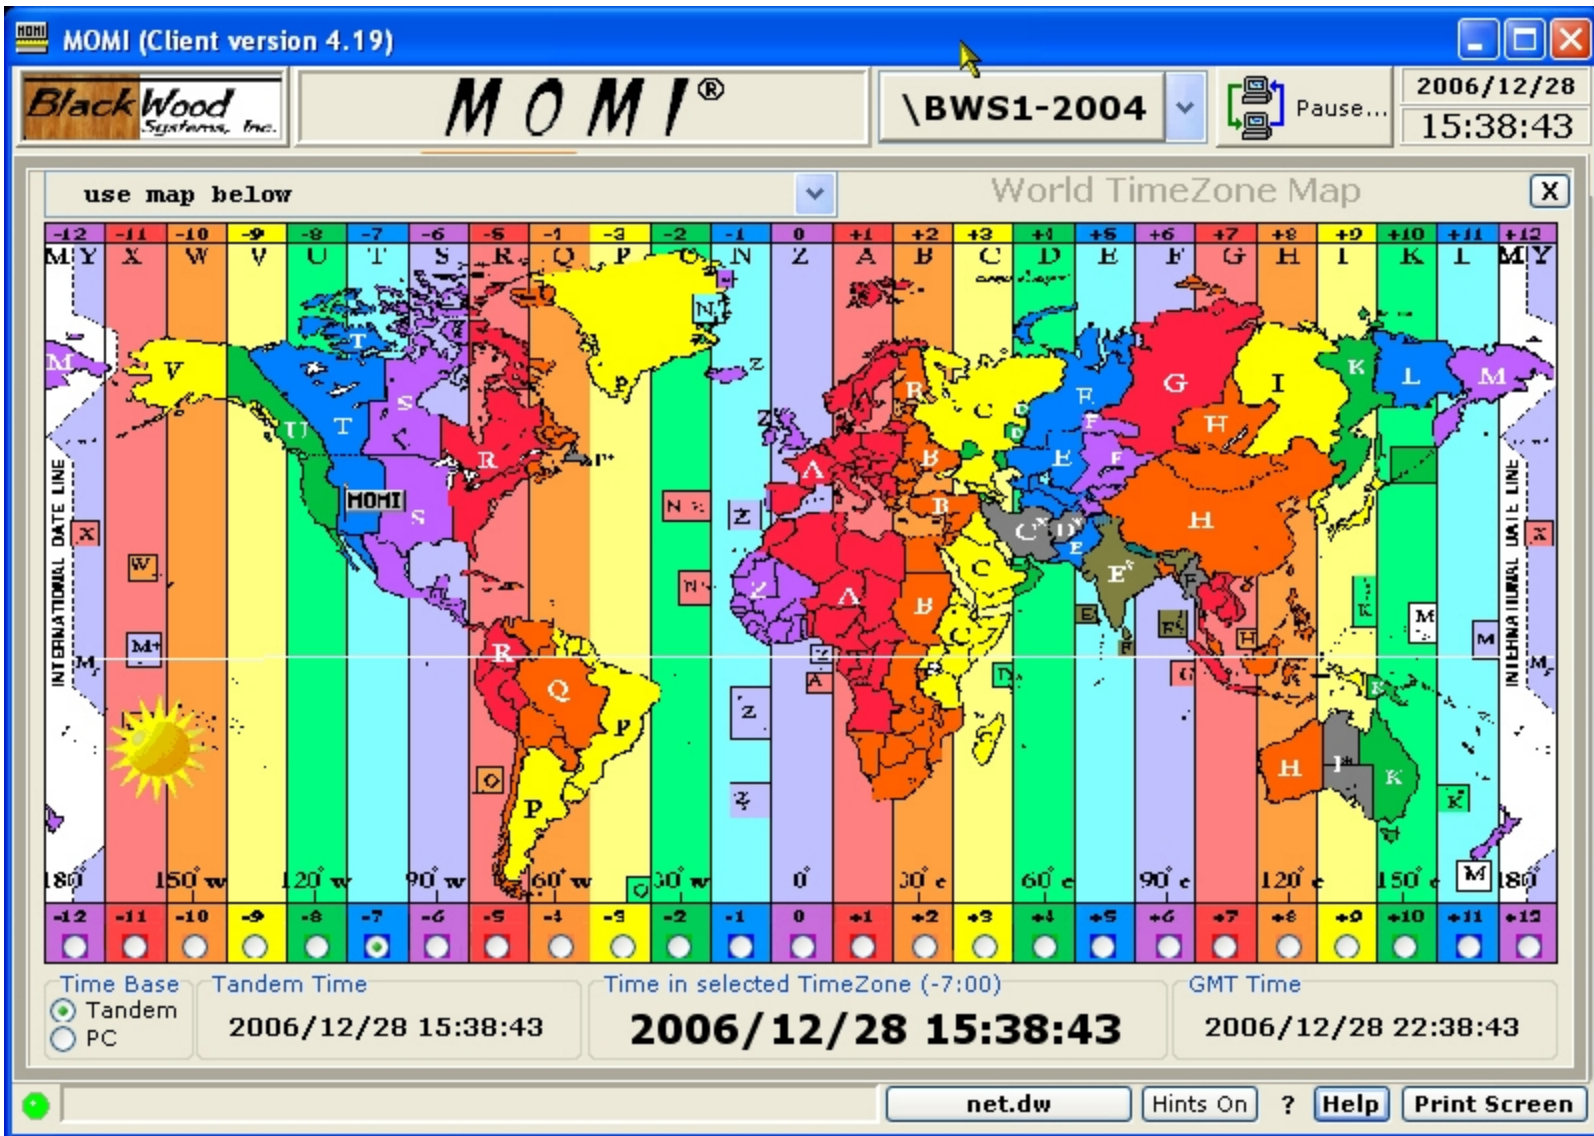 MOMI
MOMI (Client version 4.19)
BlackWood
Systems, Inc.
MOMI®
\BWS1-2004
Pause...
2006/12/28
15:38:43
use map below
World TimeZone Map
X
-12 -11 -10 -9 -8 -7 -6 -5 -4 -3 -2 -1 0 +1 +2 +3 +4 +5 +6 +7 +8 +9 +10 +11 +12
M Y X W V U T S R Q P O N Z A B C D E F G H I K L M Y
N
Z
M
V
T
S
P
R
G
I
K
L
M
U
T
C
E
H
Z
R
A
B
E
F
MOMI
S
B
H
INTERNATIONAL DATE LINE
INTERNATIONAL DATE LINE
X
Z
C*
D*
E
X
W
Z
A
B
C
E*
K
M
M+
R
Z
C
H
M
Q
A
D
G
K
P
Z
Q
P
Z
H
I*
K
K
M
180° 150° w 120° w 90° w 60° w 30° w 0° 30° e 60° e 90° e 120° e 150° e 180°
-12 -11 -10 -9 -8 -7 -6 -5 -4 -3 -2 -1 0 +1 +2 +3 +4 +5 +6 +7 +8 +9 +10 +11 +12
Time Base
Tandem
PC
Tandem Time
2006/12/28 15:38:43
Time in selected TimeZone (-7:00)
2006/12/28 15:38:43
GMT Time
2006/12/28 22:38:43
net.dw
Hints On
?
Help
Print Screen